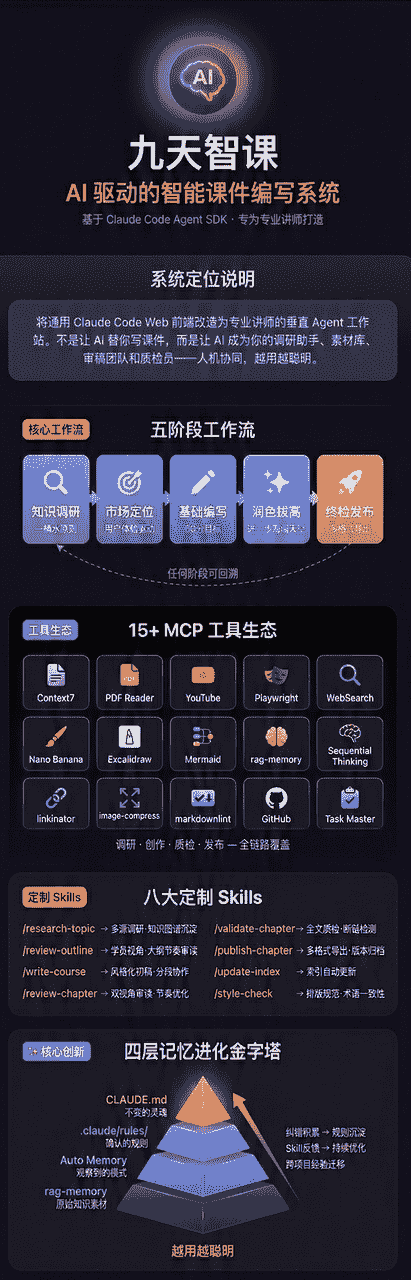 AI
九天智课
AI 驱动的智能课件编写系统
基于 Claude Code Agent SDK · 专为专业讲师打造
系统定位说明
将通用 Claude Code Web 前端改造为专业讲师的垂直 Agent 工作
站。不是让 AI 替你写课件，而是让 AI 成为你的调研助手、素材库、
审稿团队和质检员——人机协同，越用越聪明。
核心工作流
五阶段工作流
知识调研
市场定位
基础编写
润色拔高
终检发布
任何阶段可回溯
工具生态
15+ MCP 工具生态
Context7
PDF
PDF Reader
YouTube
Playwright
WebSearch
Nano Banana
Excalidraw
Mermaid
rag-memory
Sequential
Thinking
linkinator
image-compress
markdownlint
GitHub
Task Master
调研 · 创作 · 质检 · 发布 — 全链路覆盖
定制 Skills
八大定制 Skills
/research-topic → 多源调研·知识图谱沉淀
/validate-chapter → 全文质检·断链检测
/review-outline → 学员视角·大纲节奏审读
/publish-chapter → 多格式导出·版本归档
/write-course → 风格化初稿·分段协作
/update-index → 索引自动更新
/review-chapter → 双视角审读·节奏优化
/style-check → 排版规范·术语一致性
核心创新
四层记忆进化金字塔
CLAUDE.md
不变的灵魂
.claude/rules/
确认的规则
Auto Memory
观察到的模式
rag-memory
原始知识素材
纠错积累 → 规则沉淀
Skill反馈 → 持续优化
跨项目经验迁移
越用越聪明